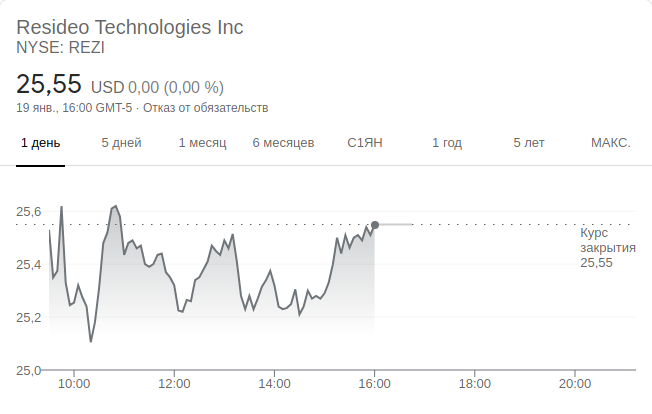 Resideo Technologies Inc
NYSE: REZI
25,55 USD 0,00 (0,00 %)
19 янв., 16:00 GMT-5 · Отказ от обязательств
1 день 5 дней 1 месяц 6 месяцев С1ЯН 1 год 5 лет МАКС.
25,6
Курс
закрытия
25,55
25,4
25,2
25,0
10:00 12:00 14:00 16:00 18:00 20:00